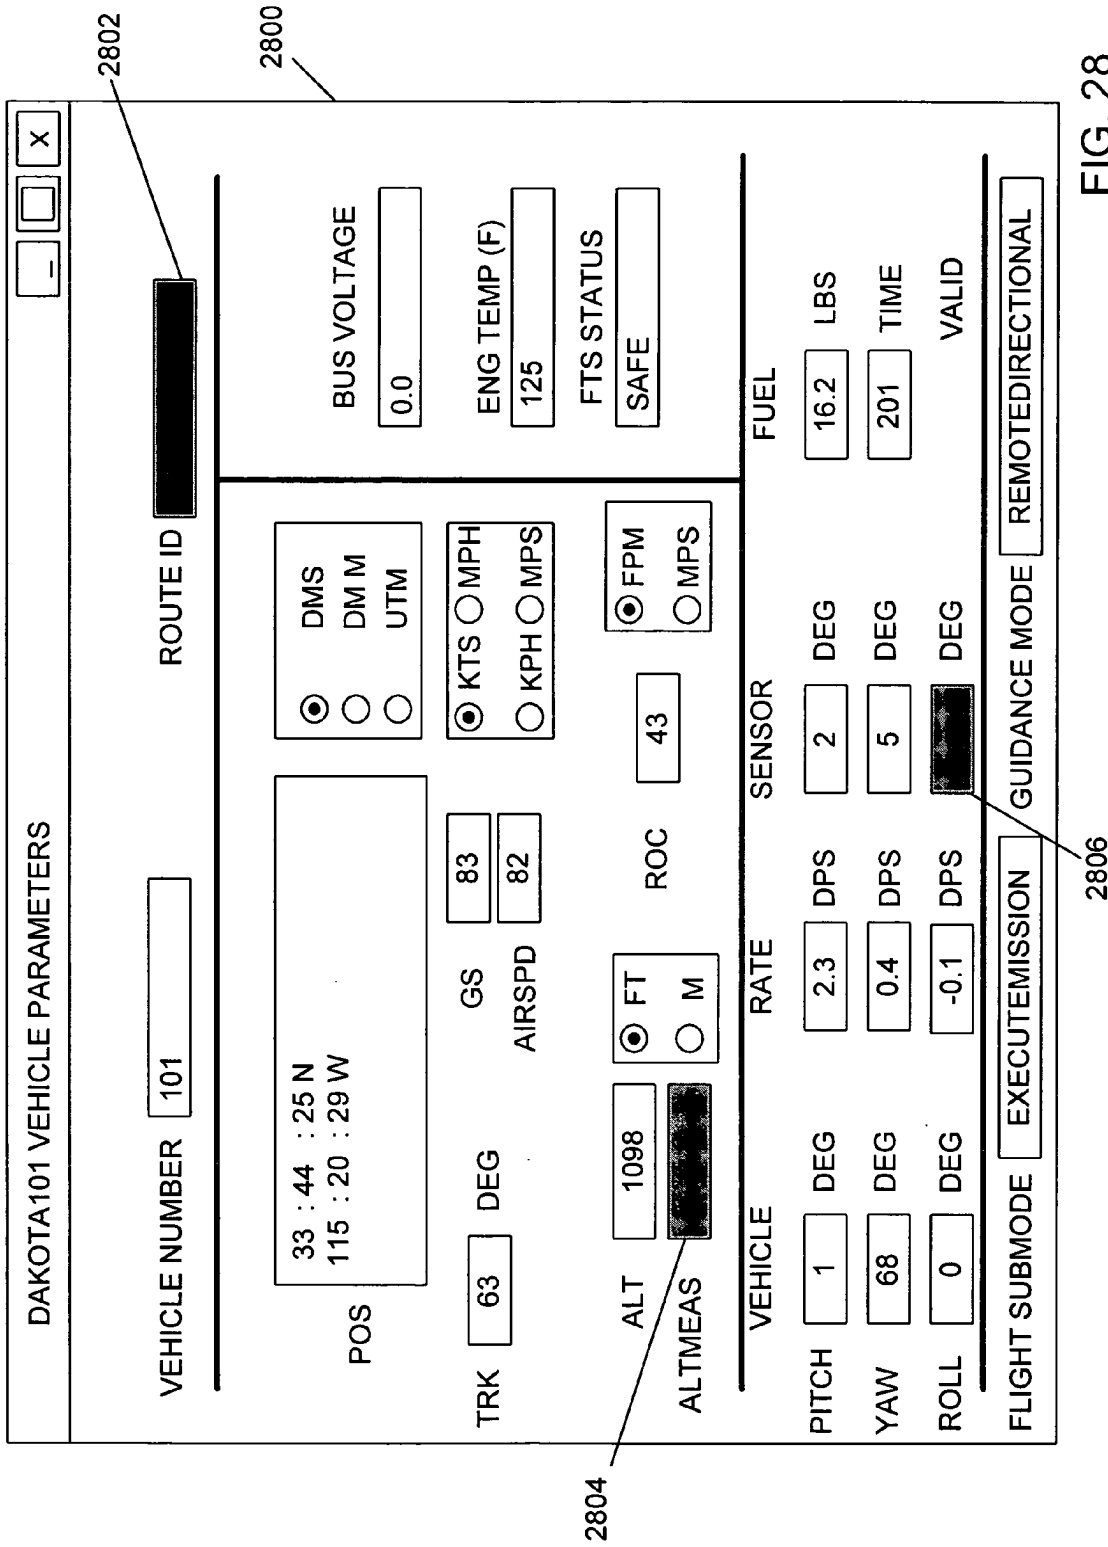 2802
2800
DAKOTA101 VEHICLE PARAMETERS
_ X
VEHICLE NUMBER 101 ROUTE ID
POS
33 : 44 : 25 N
115 : 20 : 29 W
DMS
DM M
UTM
BUS VOLTAGE
0.0
TRK 63 DEG
GS 83
AIRSPD 82
KTS MPH
KPH MPS
ENG TEMP (F)
125
ALT 1098
ALTMEAS
FT
M
ROC 43
FPM
MPS
FTS STATUS
SAFE
2804
VEHICLE RATE SENSOR FUEL
PITCH 1 DEG 2.3 DPS 2 DEG 16.2 LBS
YAW 68 DEG 0.4 DPS 5 DEG 201 TIME
ROLL 0 DEG -0.1 DPS DEG VALID
FLIGHT SUBMODE EXECUTEMISSION GUIDANCE MODE REMOTEDIRECTIONAL
2806
FIG. 28